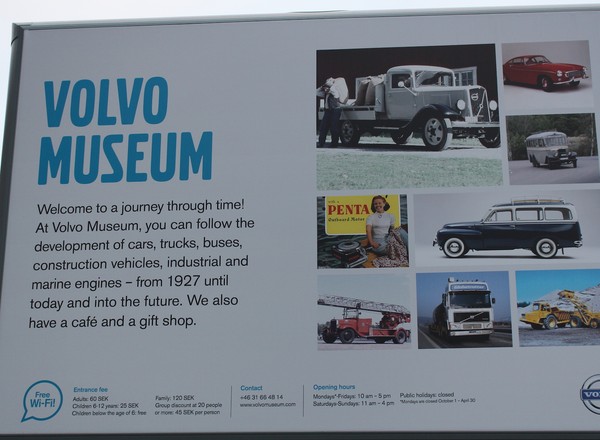 VOLVO
MUSEUM
Welcome to a journey through time!
At Volvo Museum, you can follow the
development of cars, trucks, buses,
construction vehicles, industrial and
marine engines – from 1927 until
today and into the future. We also
have a café and a gift shop.
PENTA
Outboard Motors
Free
Wi-Fi!
Entrance fee
Adults: 60 SEK
Children 6-12 years: 25 SEK
Children below the age of 6: free
Family: 120 SEK
Group discount at 20 people
or more: 45 SEK per person
Contact
+46 31 66 48 14
www.volvomuseum.com
Opening hours
Mondays*-Fridays: 10 am – 5 pm
Saturdays-Sundays: 11 am – 4 pm
Public holidays: closed
*Mondays are closed October 1 - April 30